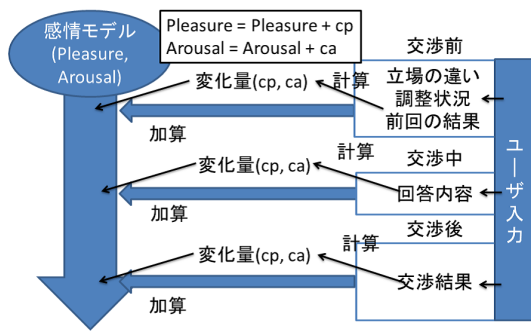 感情モデル
(Pleasure,
Arousal)
Pleasure = Pleasure + cp
Arousal = Arousal + ca
交渉前
変化量(cp, ca)
計算
立場の違い
調整状況
前回の結果
加算
計算
交渉中
変化量(cp, ca)
回答内容
加算
交渉後
計算
変化量(cp, ca)
交渉結果
加算
ユーザ入力